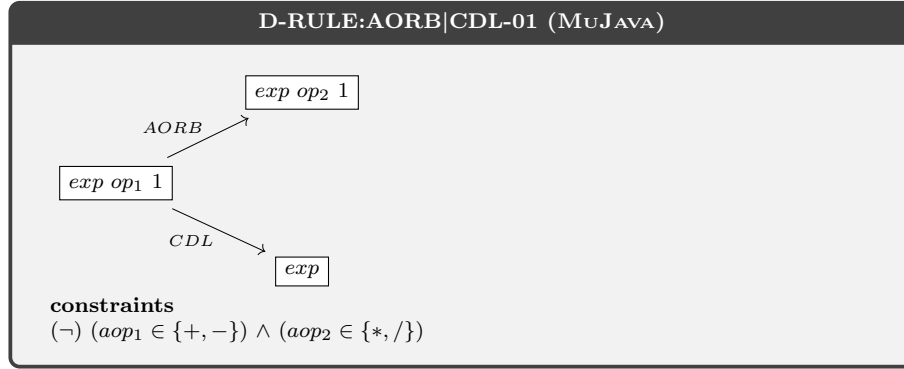 D-RULE:AORB|CDL-01 (MUJAVA)
exp op₂ 1
AORB
exp op₁ 1
CDL
exp
constraints
(¬) (aop₁ ∈ {+, −}) ∧ (aop₂ ∈ {∗, /})